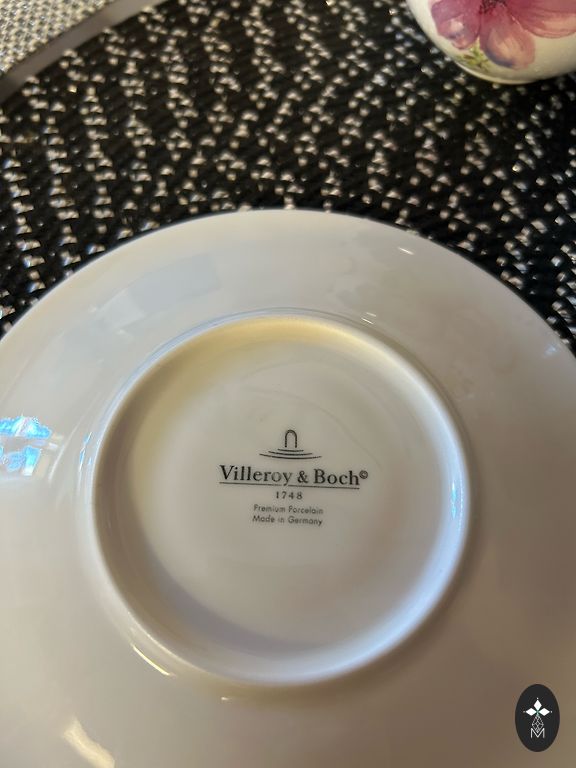 Villeroy & Boch©
1748
Premium Porcelain
Made in Germany
M